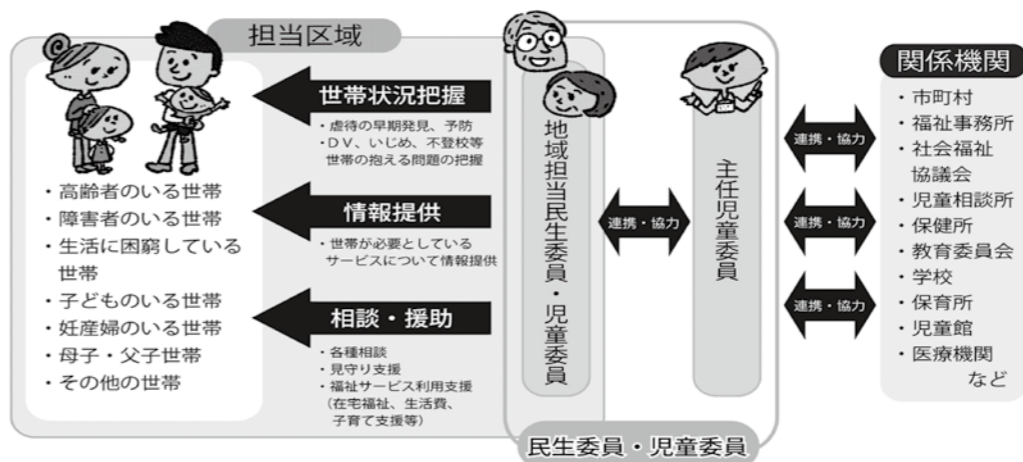 担当区域
・高齢者のいる世帯
・障害者のいる世帯
・生活に困窮している
世帯
・子どものいる世帯
・妊産婦のいる世帯
・母子・父子世帯
・その他の世帯
世帯状況把握
・虐待の早期発見、予防
・DV、いじめ、不登校等
世帯の抱える問題の把握
情報提供
・世帯が必要としている
サービスについて情報提供
相談・援助
・各種相談
・見守り支援
・福祉サービス利用支援
(在宅福祉、生活費、
子育て支援等)
地域担当民生委員・児童委員
連携・協力
主任児童委員
民生委員・児童委員
連携・協力
連携・協力
連携・協力
関係機関
・市町村
・福祉事務所
・社会福祉
協議会
・児童相談所
・保健所
・教育委員会
・学校
・保育所
・児童館
・医療機関
など